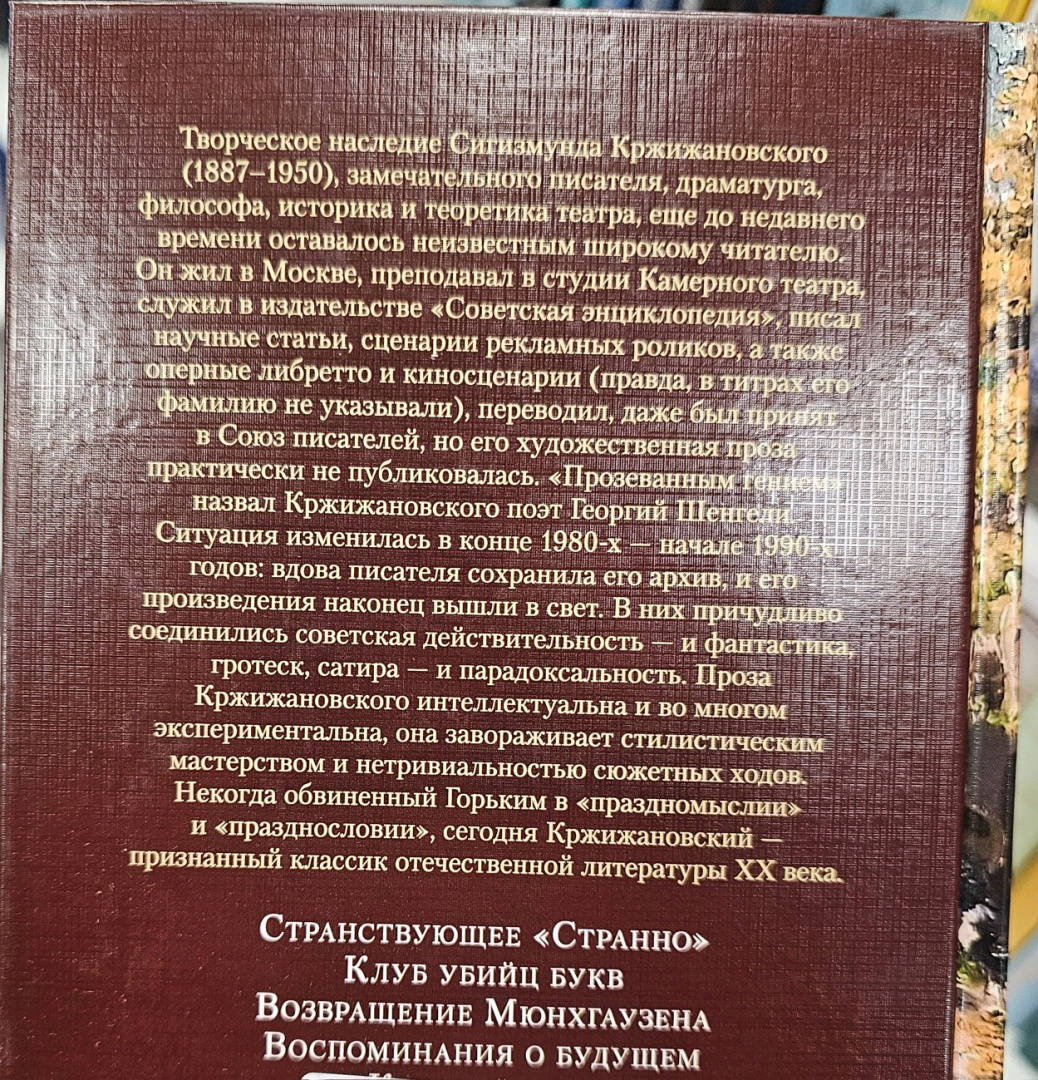 Творческое наследие Сигизмунда Кржижановского
(1887–1950), замечательного писателя, драматурга,
философа, историка и теоретика театра, еще до недавнего
времени оставалось неизвестным широкому читателю.
Он жил в Москве, преподавал в студии Камерного театра,
служил в издательстве «Советская энциклопедия», писал
научные статьи, сценарии рекламных роликов, а также
оперные либретто и киносценарии (правда, в титрах его
фамилию не указывали), переводил, даже был принят
в Союз писателей, но его художественная проза
практически не публиковалась. «Прозеванным гением»
назвал Кржижановского поэт Георгий Шенгели.
Ситуация изменилась в конце 1980-х — начале 1990-х
годов: вдова писателя сохранила его архив, и его
произведения наконец вышли в свет. В них причудливо
соединились советская действительность — и фантастика,
гротеск, сатира — и парадоксальность. Проза
Кржижановского интеллектуальна и во многом
экспериментальна, она завораживает стилистическим
мастерством и нетривиальностью сюжетных ходов.
Некогда обвиненный Горьким в «праздномыслии»
и «празднословии», сегодня Кржижановский —
признанный классик отечественной литературы XX века.
Странствующее «Странно»
Клуб убийц букв
Возвращение Мюнхгаузена
Воспоминания о будущем